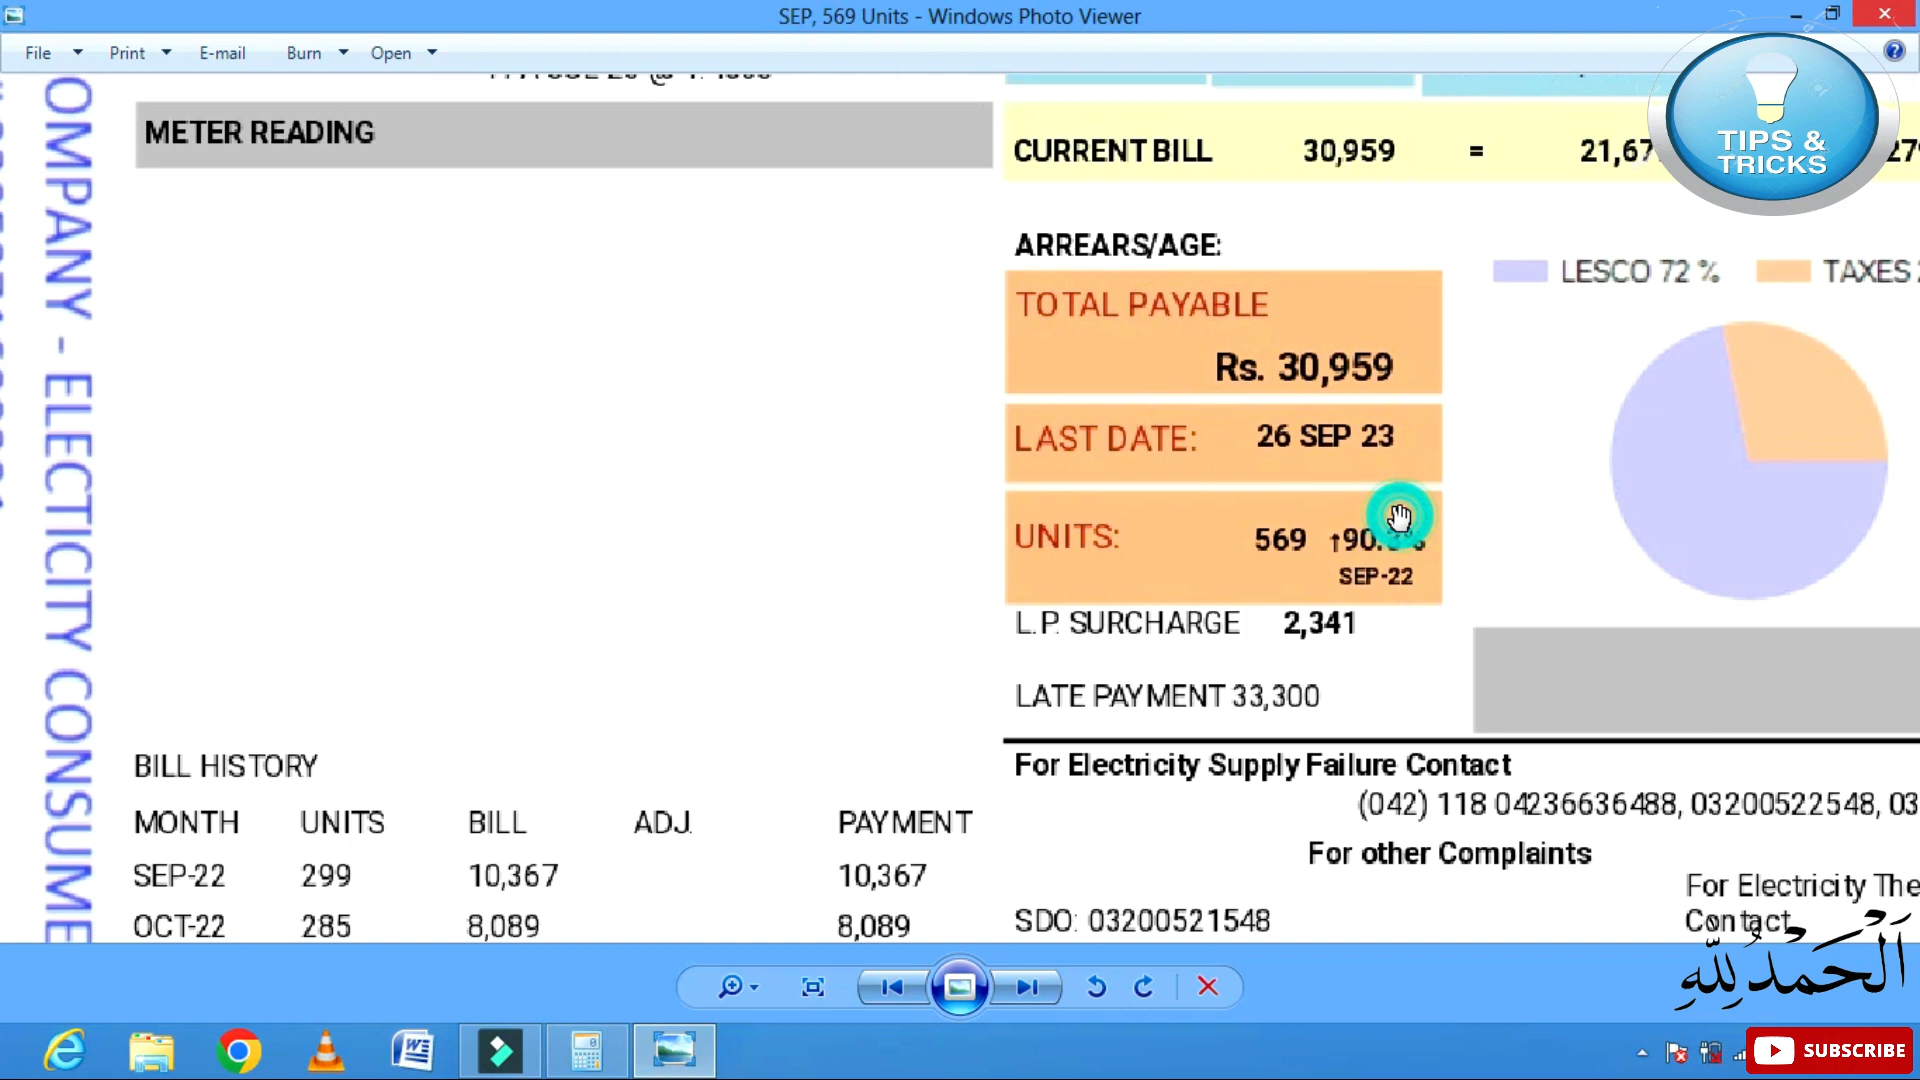 SEP, 569 Units - Windows Photo Viewer
File Print E-mail Burn Open
METER READING
CURRENT BILL 30,959 =
TIPS &
TRICKS
ARREARS/AGE:
TOTAL PAYABLE
Rs. 30,959
LAST DATE: 26 SEP 23
UNITS: 569
SEP-22
L.P. SURCHARGE 2,341
LATE PAYMENT 33,300
LESCO 72 % TAXES
For Electricity Supply Failure Contact
(042) 118 04236636488, 03200522548, 03
For other Complaints
For Electricity The
Contact
SDO: 03200521548
BILL HISTORY
MONTH UNITS BILL ADJ. PAYMENT
SEP-22 299 10,367 10,367
OCT-22 285 8,089 8,089
OMPANY - ELECTICITY CONSUME
اَلْحَمْدُلِلّٰهِ
SUBSCRIBE